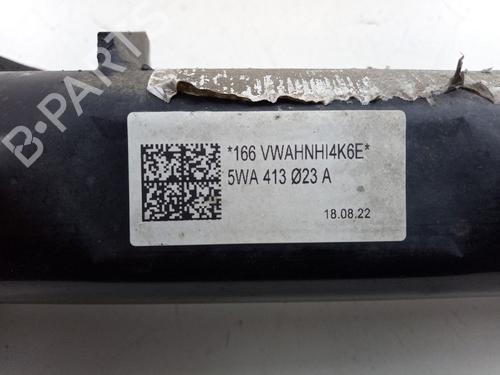 *166 VWAHNHI4K6E*
5WA 413 Ø23 A
18.08.22
B-PARTS